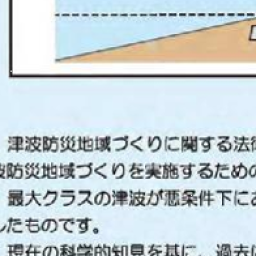 津波防災地域づくりに関する法
波防災地域づくりを実施するための
最大クラスの津波が悪条件下に
したものです。
現在の科学的知見を基に、過去に